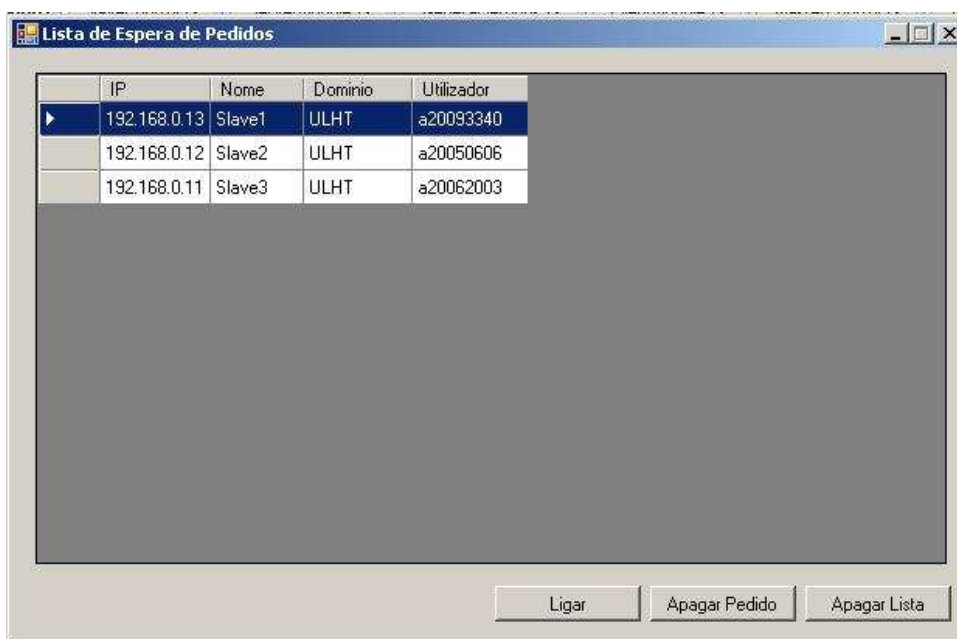 Lista de Espera de Pedidos
IP Nome Dominio Utilizador
192.168.0.13 Slave1 ULHT a20093340
192.168.0.12 Slave2 ULHT a20050606
192.168.0.11 Slave3 ULHT a20062003
Ligar Apagar Pedido Apagar Lista